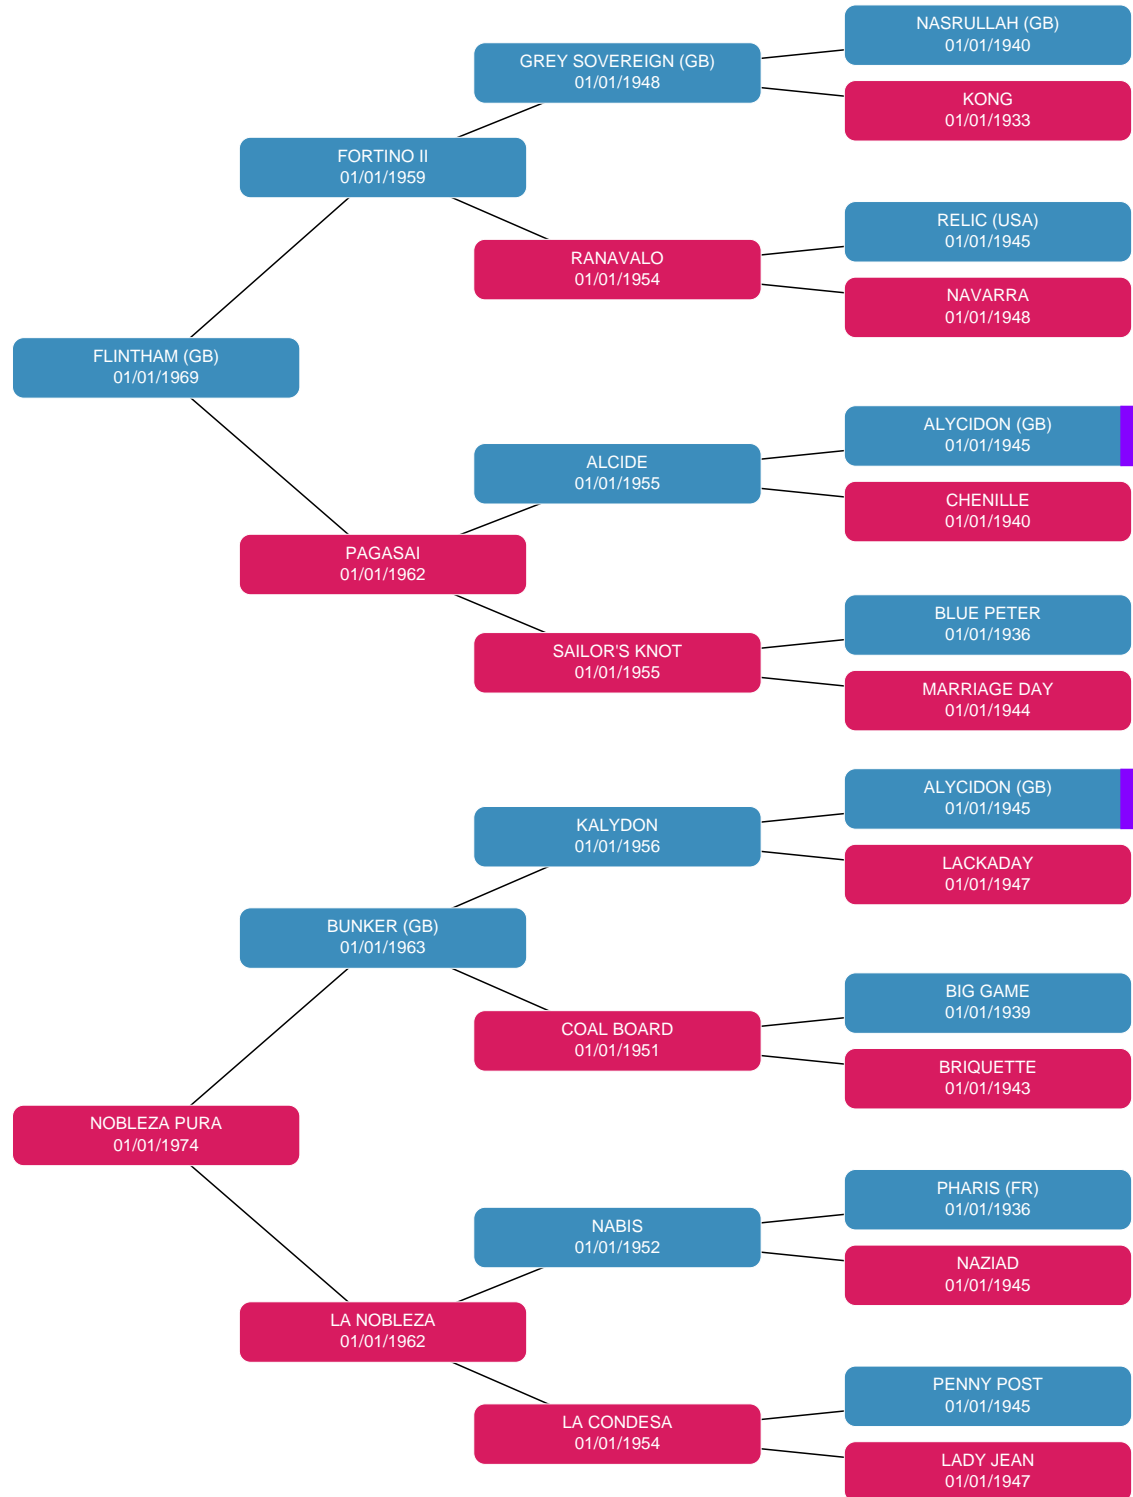 NASRULLAH (GB)
01/01/1940
GREY SOVEREIGN (GB)
01/01/1948
KONG
01/01/1933
FORTINO II
01/01/1959
RELIC (USA)
01/01/1945
RANAVALO
01/01/1954
NAVARRA
01/01/1948
FLINTHAM (GB)
01/01/1969
ALYCIDON (GB)
01/01/1945
ALCIDE
01/01/1955
CHENILLE
01/01/1940
PAGASAI
01/01/1962
BLUE PETER
01/01/1936
SAILOR'S KNOT
01/01/1955
MARRIAGE DAY
01/01/1944
ALYCIDON (GB)
01/01/1945
KALYDON
01/01/1956
LACKADAY
01/01/1947
BUNKER (GB)
01/01/1963
BIG GAME
01/01/1939
COAL BOARD
01/01/1951
BRIQUETTE
01/01/1943
NOBLEZA PURA
01/01/1974
PHARIS (FR)
01/01/1936
NABIS
01/01/1952
NAZIAD
01/01/1945
LA NOBLEZA
01/01/1962
PENNY POST
01/01/1945
LA CONDESA
01/01/1954
LADY JEAN
01/01/1947